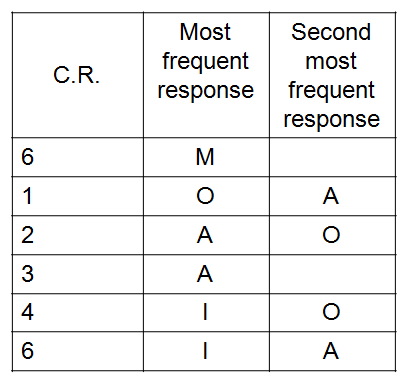 C.R. Most frequent response Second most frequent response
6 M
1 O A
2 A O
3 A
4 I O
6 I A